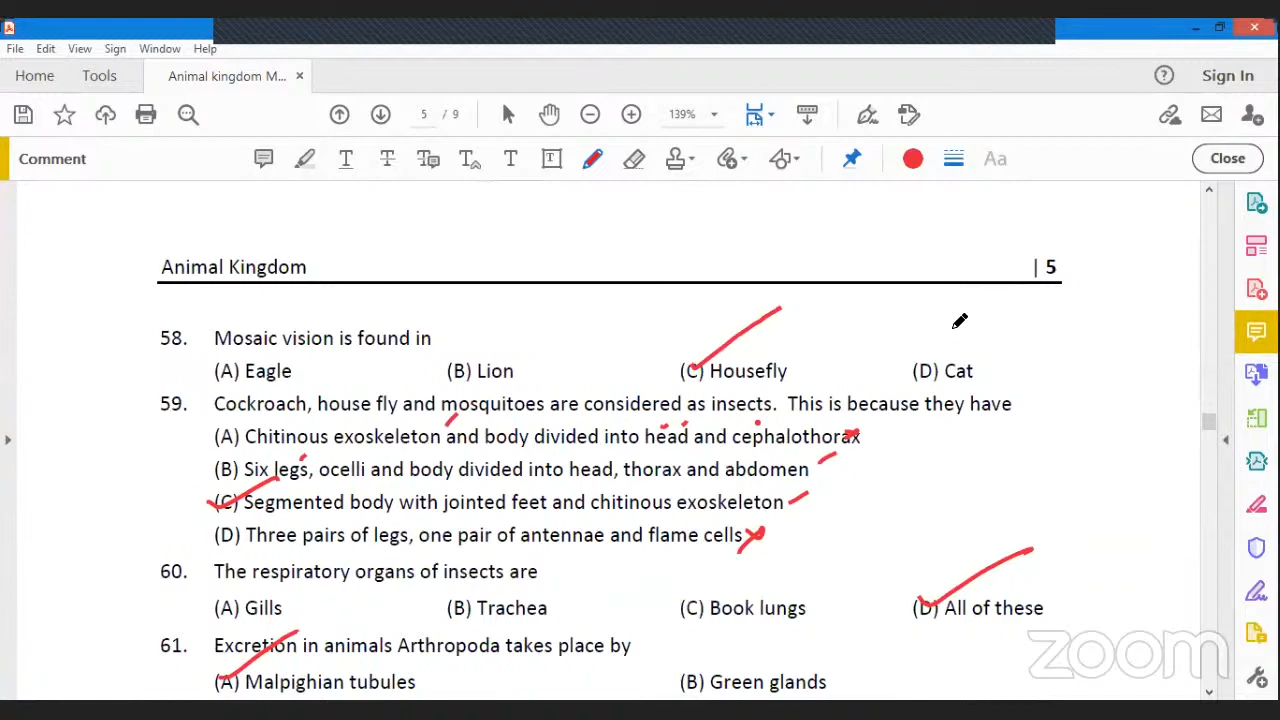 File Edit View Sign Window Help
Home Tools Animal kingdom M... × Sign In
5 / 9 139%
Comment Aa Close
Animal Kingdom | 5
58. Mosaic vision is found in
(A) Eagle (B) Lion (C) Housefly (D) Cat
59. Cockroach, house fly and mosquitoes are considered as insects. This is because they have
(A) Chitinous exoskeleton and body divided into head and cephalothorax
(B) Six legs, ocelli and body divided into head, thorax and abdomen
(C) Segmented body with jointed feet and chitinous exoskeleton
(D) Three pairs of legs, one pair of antennae and flame cells
60. The respiratory organs of insects are
(A) Gills (B) Trachea (C) Book lungs (D) All of these
61. Excretion in animals Arthropoda takes place by
(A) Malpighian tubules (B) Green glands
zoom